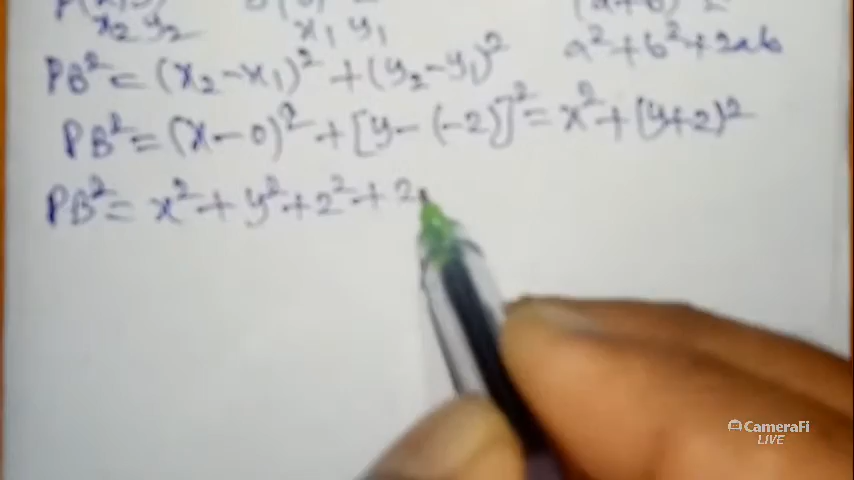 x₂ y₂ x₁ y₁
a²+b²+2ab
PB² = (x₂-x₁)² + (y₂-y₁)²
PB² = (x-0)² + [y-(-2)]² = x² + (y+2)²
PB² = x² + y² + 2² + 2
CameraFi
LIVE